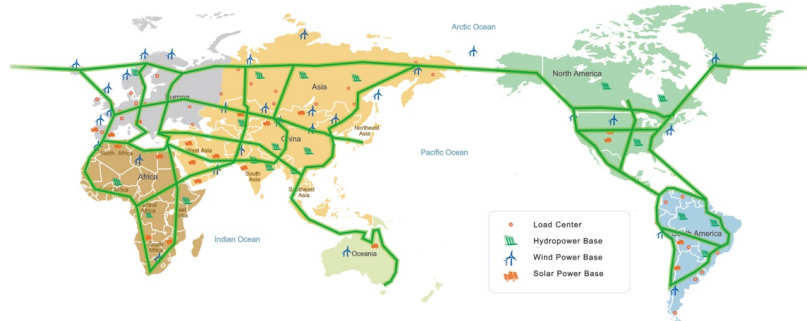 Arctic Ocean
North America
Asia
Europe
China
Northeast
Asia
Pacific Ocean
West Asia
North Africa
South
Asia
Southeast
Asia
Africa
Indian Ocean
Oceania
South America
Load Center
Hydropower Base
Wind Power Base
Solar Power Base